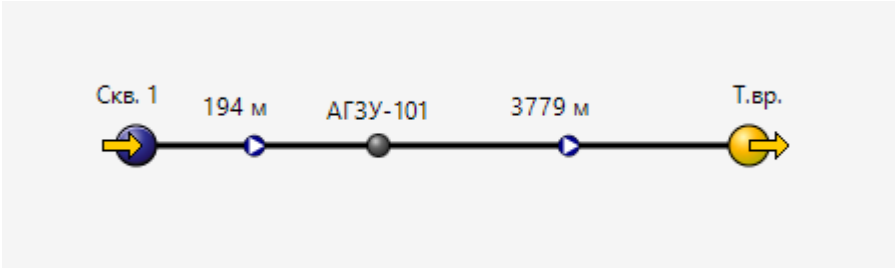 Скв. 1
194 м
АГЗУ-101
3779 м
Т.вр.